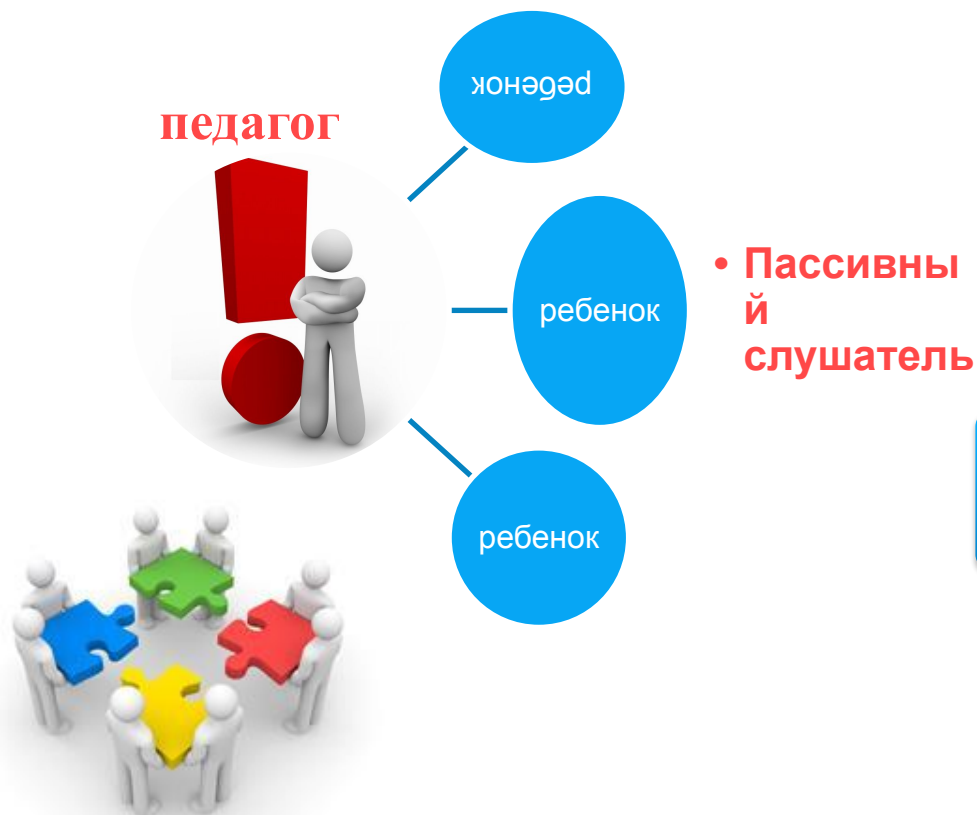 ребенок
педагог
ребенок
• Пассивны
й
слушатель
ребенок